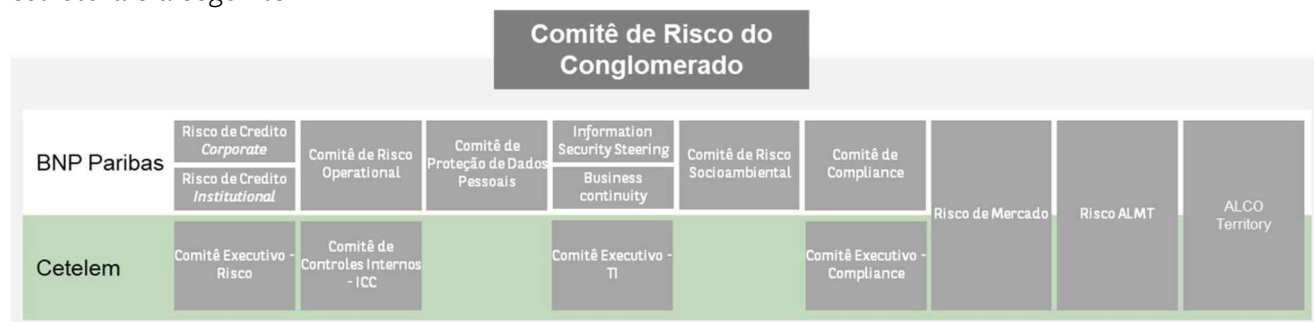 Comitê de Risco do
Conglomerado
BNP Paribas
Risco de Credito
Corporate
Risco de Credito
Institutional
Comitê de Risco
Operational
Comitê de
Proteção de Dados
Pessoais
Information
Security Steering
Business
continuity
Comitê de Risco
Socioambiental
Comitê de
Compliance
Risco de Mercado
Risco ALMT
ALCO
Territory
Cetelem
Comitê Executivo -
Risco
Comitê de
Controles Internos
- ICC
Comitê Executivo -
TI
Comitê Executivo -
Compliance